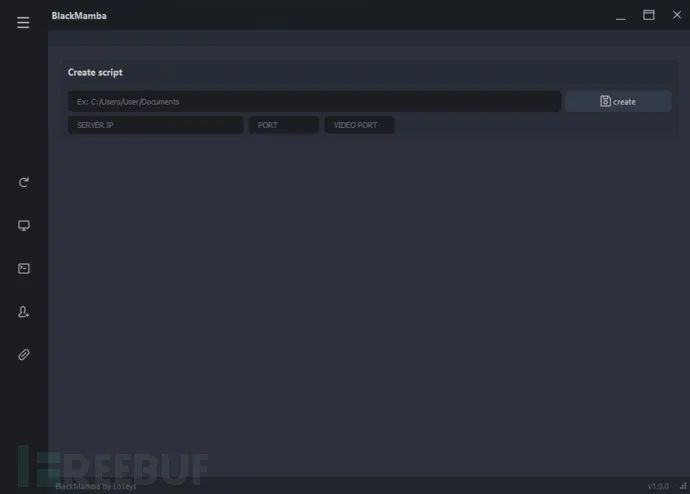 BlackMamba
Create script
Ex: C:/Users/User/Documents
create
SERVER IP
PORT
VIDEO PORT
FREEBUF
BlackMamba by Loseys
v1.0.0